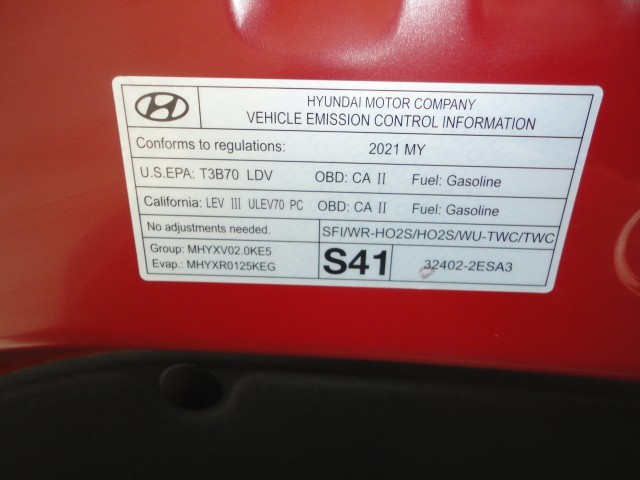 HYUNDAI MOTOR COMPANY
VEHICLE EMISSION CONTROL INFORMATION
Conforms to regulations: 2021 MY
U.S.EPA: T3B70 LDV OBD: CA II Fuel: Gasoline
California: LEV III ULEV70 PC OBD: CA II Fuel: Gasoline
No adjustments needed. SFI/WR-HO2S/HO2S/WU-TWC/TWC
Group: MHYXV02.0KE5
Evap.: MHYXR0125KEG
S41
32402-2ESA3